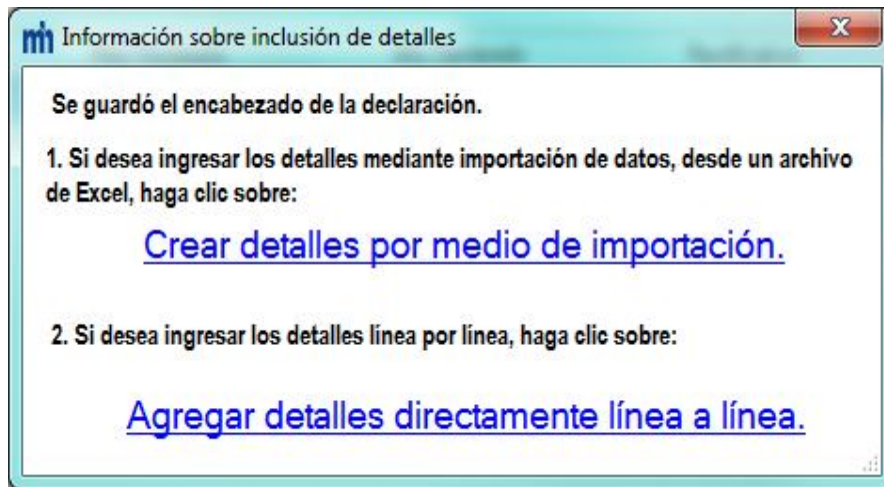 mh Información sobre inclusión de detalles
Se guardó el encabezado de la declaración.
1. Si desea ingresar los detalles mediante importación de datos, desde un archivo
de Excel, haga clic sobre:
Crear detalles por medio de importación.
2. Si desea ingresar los detalles línea por línea, haga clic sobre:
Agregar detalles directamente línea a línea.